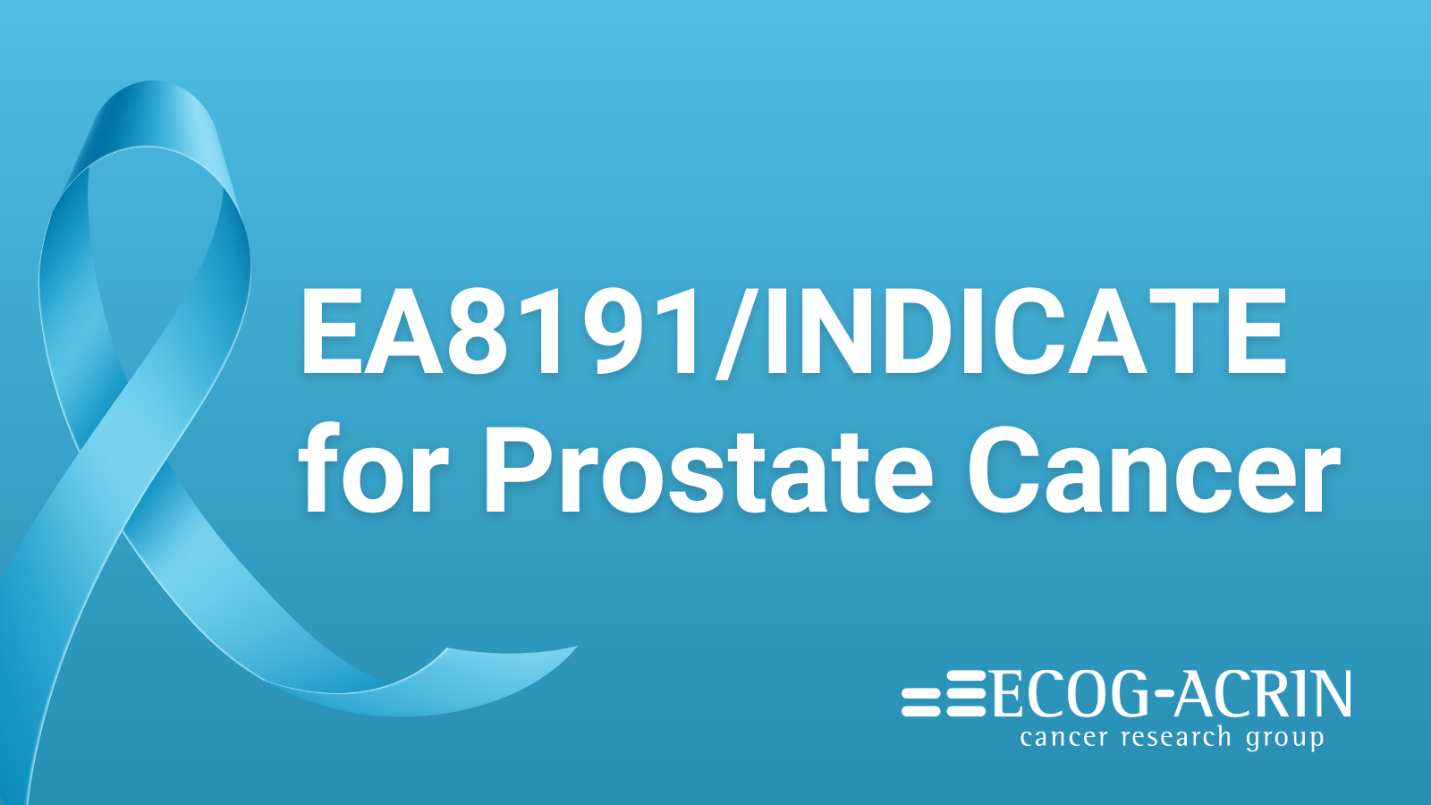 EA8191/INDICATE
for Prostate Cancer
ECOG-ACRIN
cancer research group